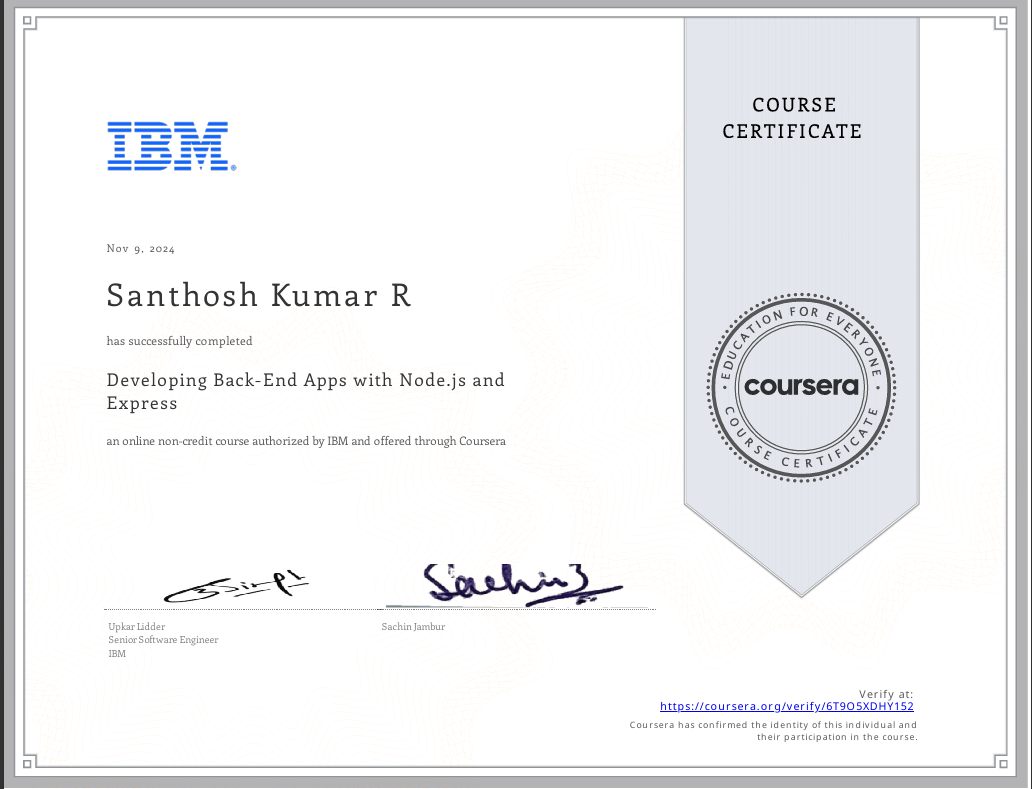 COURSE
CERTIFICATE
IBM®
Nov 9, 2024
Santhosh Kumar R
has successfully completed
Developing Back-End Apps with Node.js and
Express
an online non-credit course authorized by IBM and offered through Coursera
EDUCATION FOR EVERYONE
coursera
COURSE CERTIFICATE
Sachin J
Upkar Lidder
Senior Software Engineer
IBM
Sachin Jambur
Verify at:
https://coursera.org/verify/6T9O5XDHY152
Coursera has confirmed the identity of this individual and
their participation in the course.